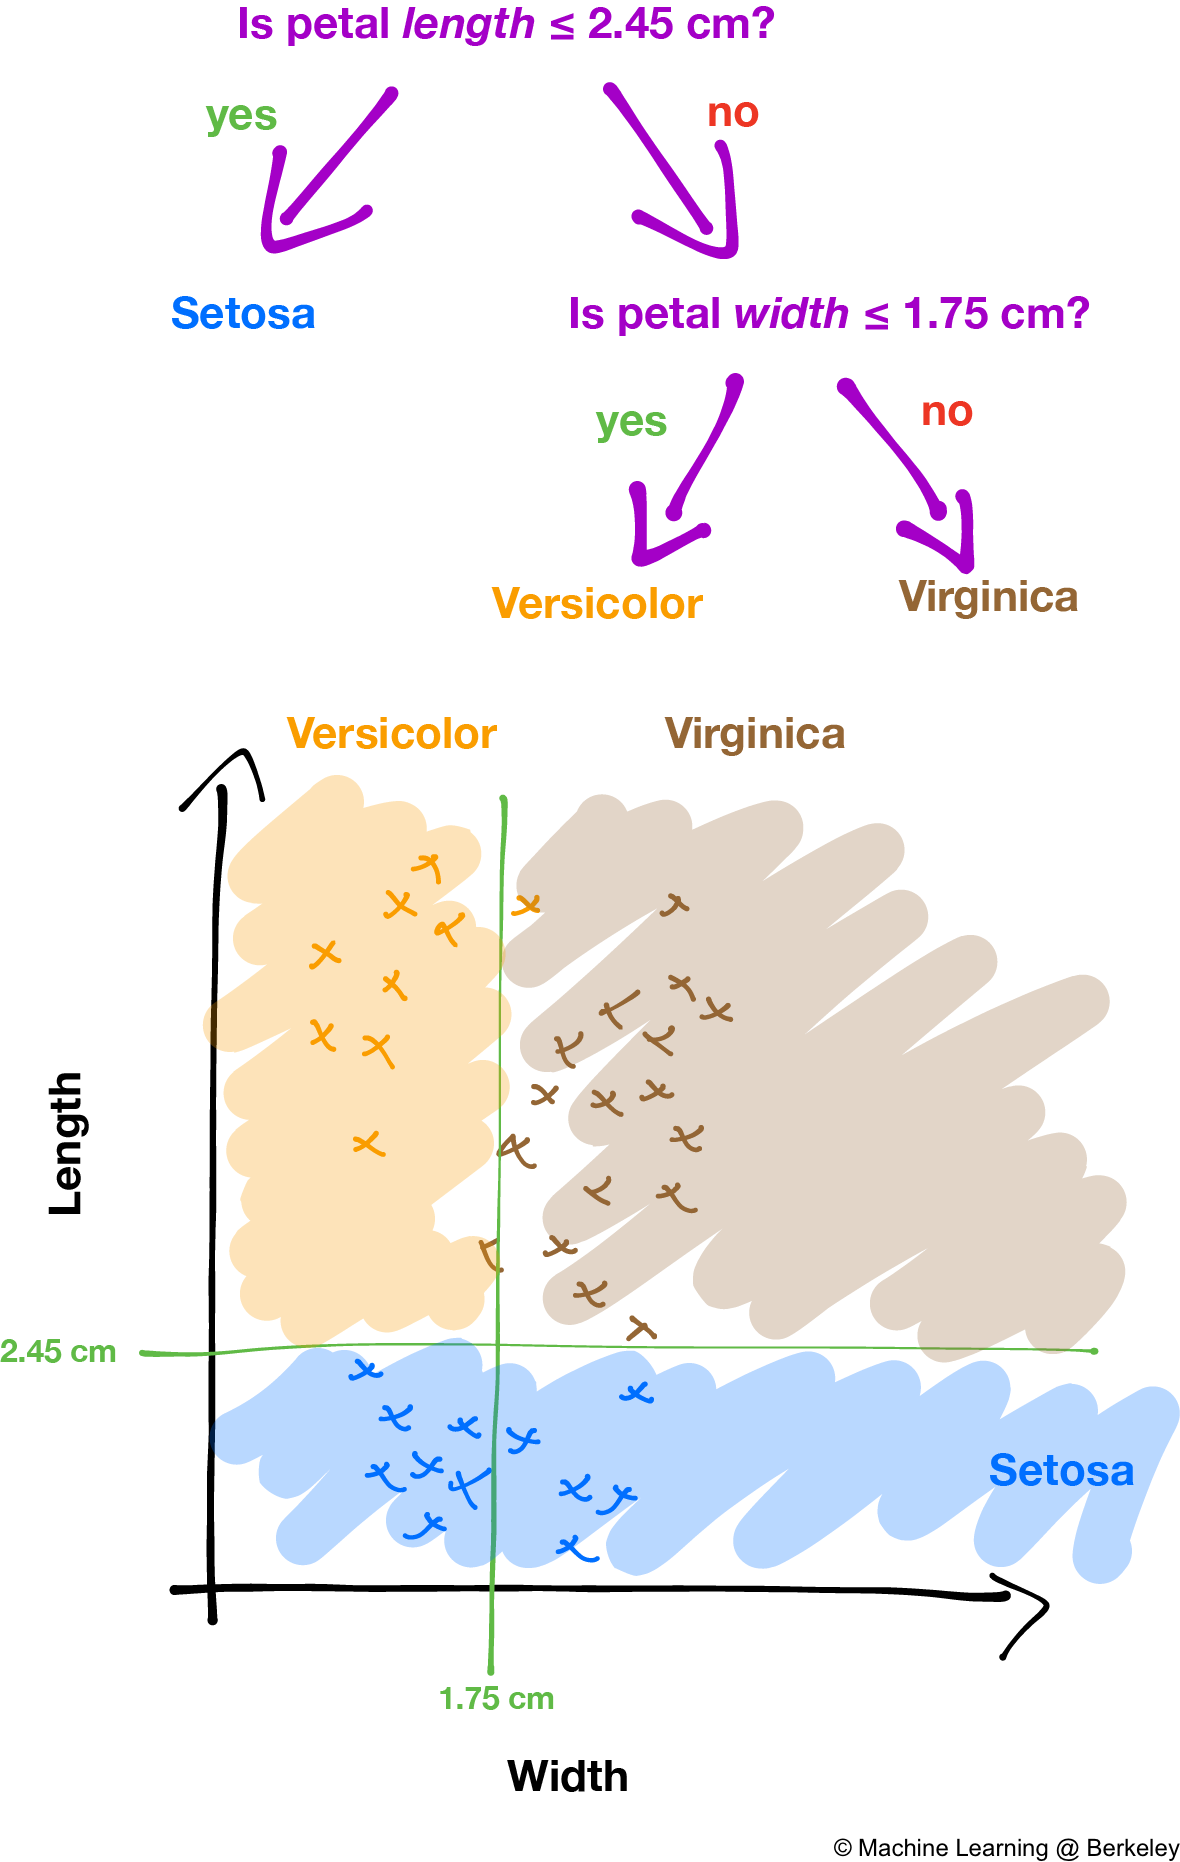 Is petal length ≤ 2.45 cm?
yes
no
Setosa
Is petal width ≤ 1.75 cm?
yes
no
Versicolor
Virginica
Versicolor
Virginica
Length
2.45 cm
Setosa
1.75 cm
Width
© Machine Learning @ Berkeley